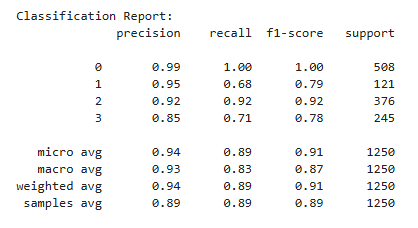 Classification Report:
precision recall f1-score support
0 0.99 1.00 1.00 508
1 0.95 0.68 0.79 121
2 0.92 0.92 0.92 376
3 0.85 0.71 0.78 245
micro avg 0.94 0.89 0.91 1250
macro avg 0.93 0.83 0.87 1250
weighted avg 0.94 0.89 0.91 1250
samples avg 0.89 0.89 0.89 1250